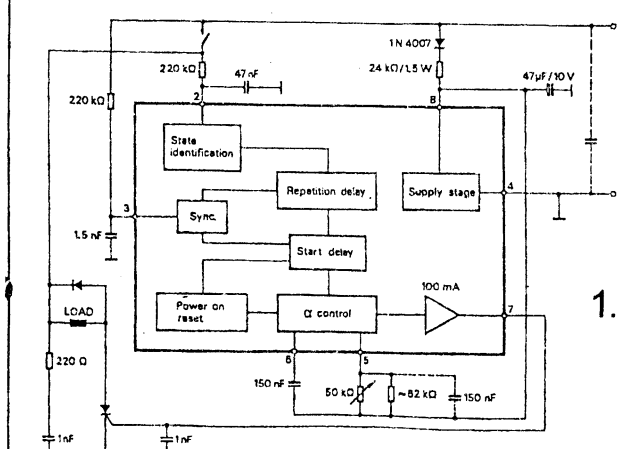 1N 4007
220 kΩ
47 nF
24 kΩ/1,5 W
47µF/10 V
220 kΩ
2
8
State
identification
Repetition delay
Supply stage
4
3
Sync.
1.5 nF
Start delay
100 mA
Power on
reset
α control
7
1.
LOAD
6
5
220 Ω
150 nF
50 kΩ
~82 kΩ
150 nF
1nF
1nF